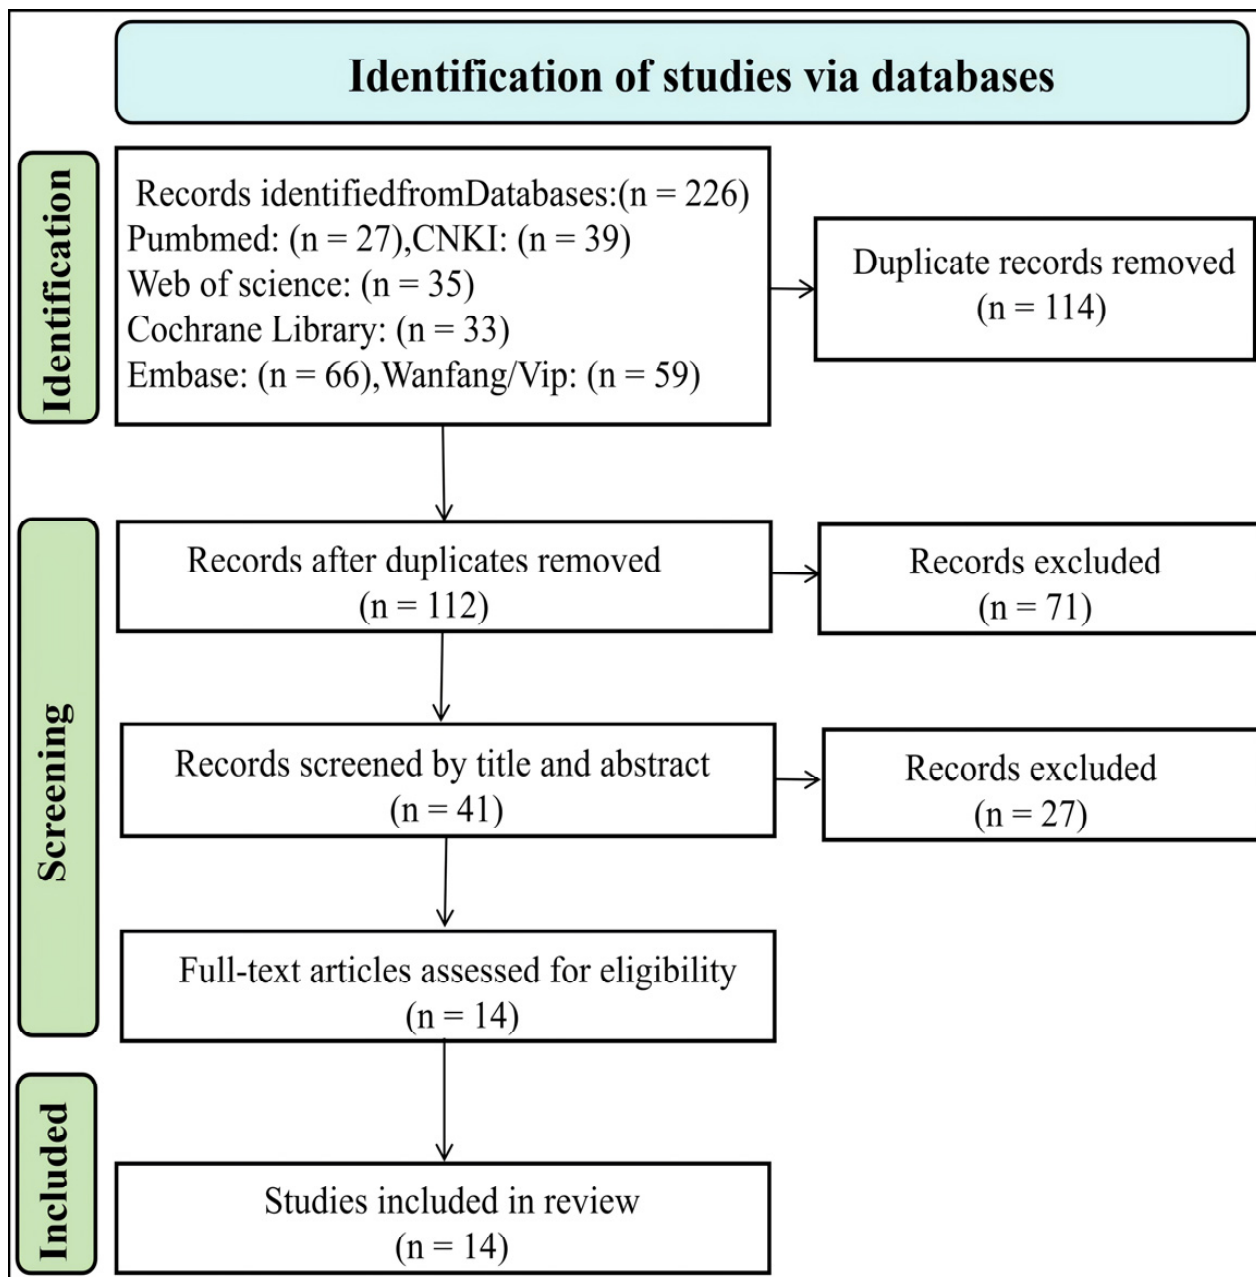 Identification of studies via databases
Identification
Records identifiedfromDatabases:(n = 226)
Pumbmed: (n = 27),CNKI: (n = 39)
Web of science: (n = 35)
Cochrane Library: (n = 33)
Embase: (n = 66),Wanfang/Vip: (n = 59)
Duplicate records removed
(n = 114)
Screening
Records after duplicates removed
(n = 112)
Records excluded
(n = 71)
Records screened by title and abstract
(n = 41)
Records excluded
(n = 27)
Full-text articles assessed for eligibility
(n = 14)
Included
Studies included in review
(n = 14)